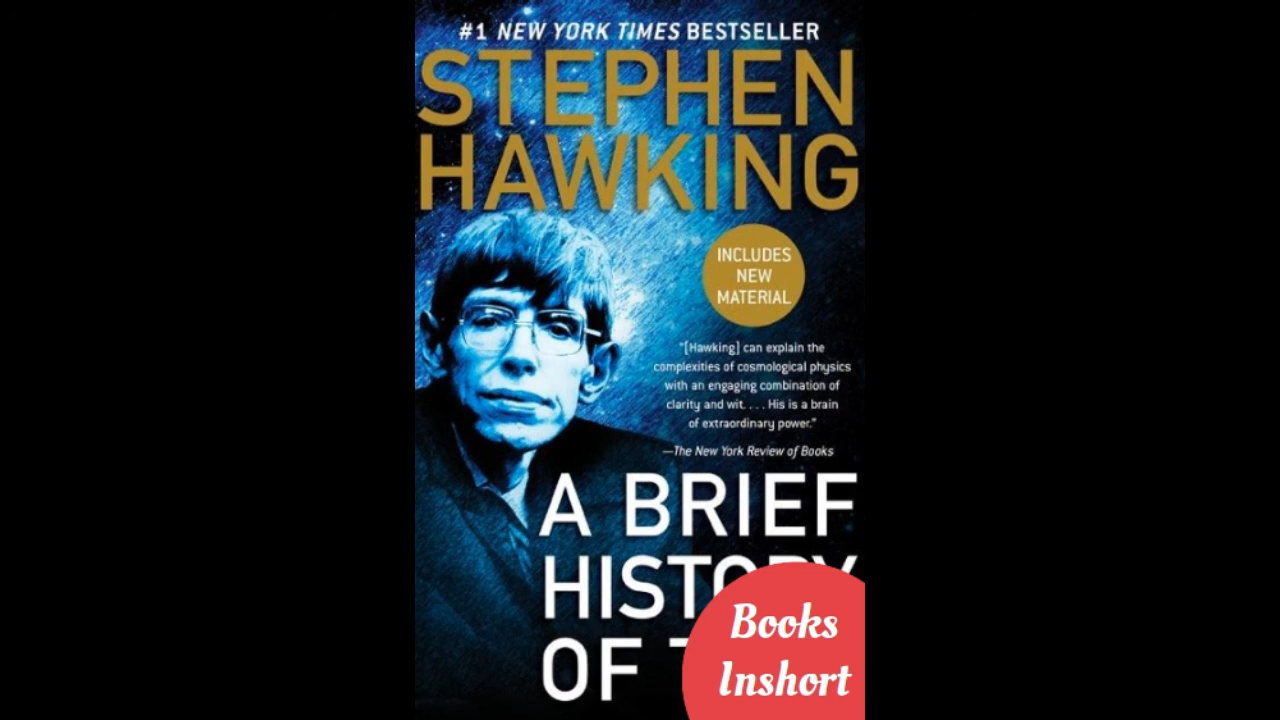 #1 NEW YORK TIMES BESTSELLER
STEPHEN
HAWKING
INCLUDES
NEW
MATERIAL
"[Hawking] can explain the
complexities of cosmological physics
with an engaging combination of
clarity and wit. . . . His is a brain
of extraordinary power."
—The New York Review of Books
A BRIEF
OF
Books
Inshort